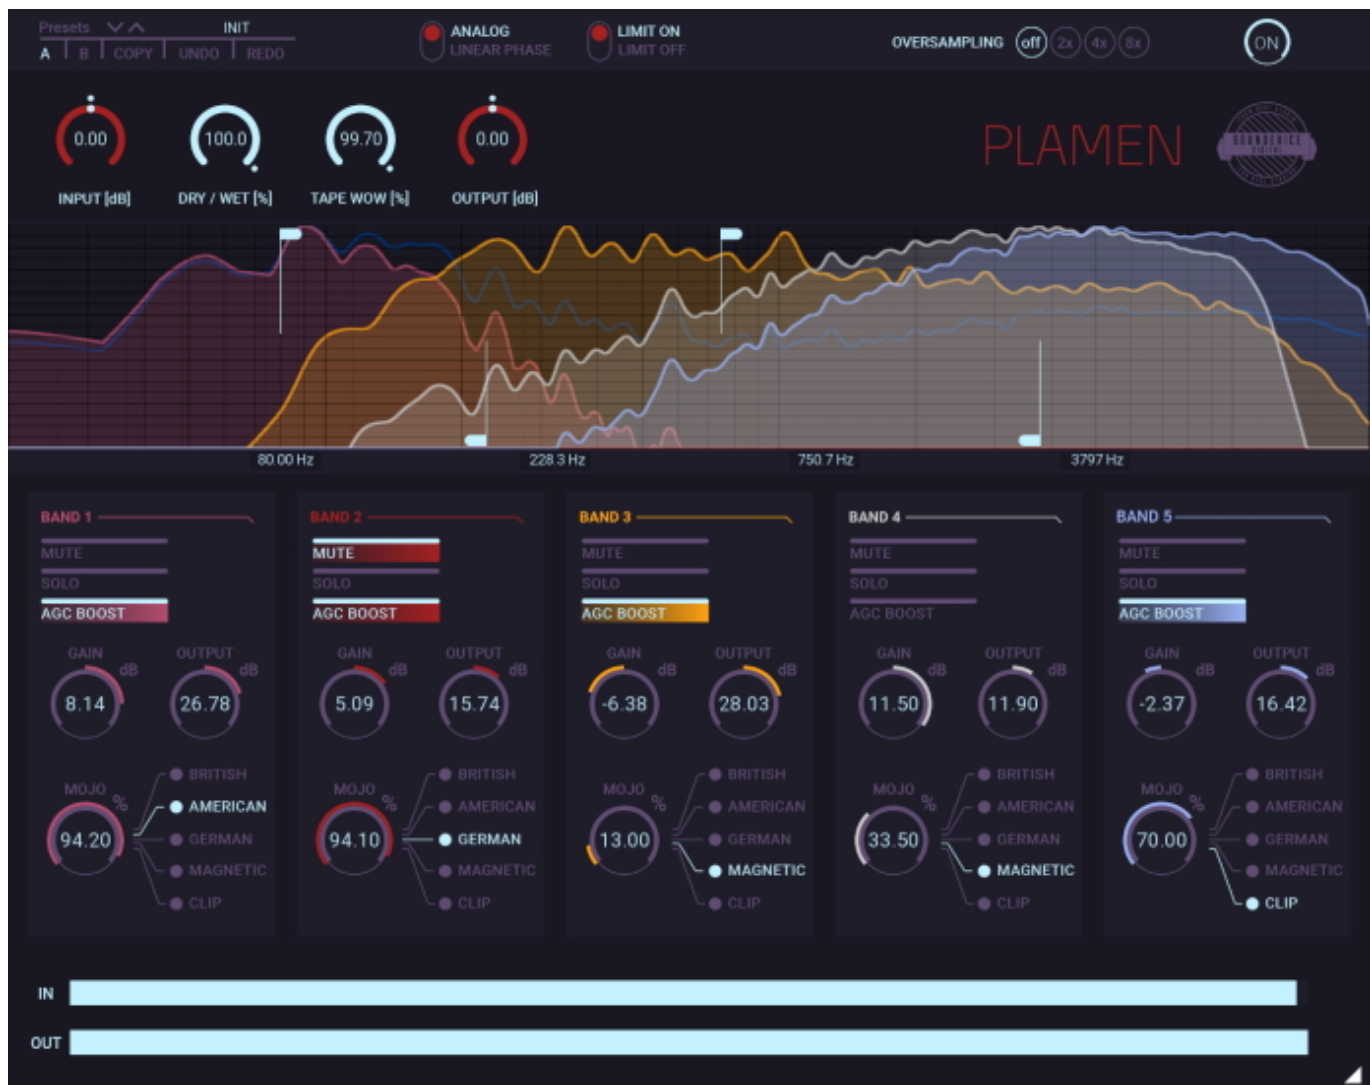 Presets INIT
A B COPY UNDO REDO
ANALOG
LINEAR PHASE
LIMIT ON
LIMIT OFF
OVERSAMPLING off 2x 4x 8x
ON
0.00 100.0 99.70 0.00
INPUT [dB] DRY / WET [%] TAPE WOW [%] OUTPUT [dB]
PLAMEN
SOUNDEVICE
DIGITAL
80.00 Hz 228.3 Hz 750.7 Hz 3797 Hz
BAND 1
MUTE
SOLO
AGC BOOST
GAIN OUTPUT
dB
8.14 26.78
MOJO %
94.20
BRITISH
AMERICAN
GERMAN
MAGNETIC
CLIP
BAND 2
MUTE
SOLO
AGC BOOST
GAIN OUTPUT
dB dB
5.09 15.74
MOJO %
94.10
BRITISH
AMERICAN
GERMAN
MAGNETIC
CLIP
BAND 3
MUTE
SOLO
AGC BOOST
GAIN OUTPUT
dB
-6.38 28.03
MOJO %
13.00
BRITISH
AMERICAN
GERMAN
MAGNETIC
CLIP
BAND 4
MUTE
SOLO
AGC BOOST
GAIN OUTPUT
dB dB
11.50 11.90
MOJO %
33.50
BRITISH
AMERICAN
GERMAN
MAGNETIC
CLIP
BAND 5
MUTE
SOLO
AGC BOOST
GAIN OUTPUT
dB dB
-2.37 16.42
MOJO %
70.00
BRITISH
AMERICAN
GERMAN
MAGNETIC
CLIP
IN
OUT